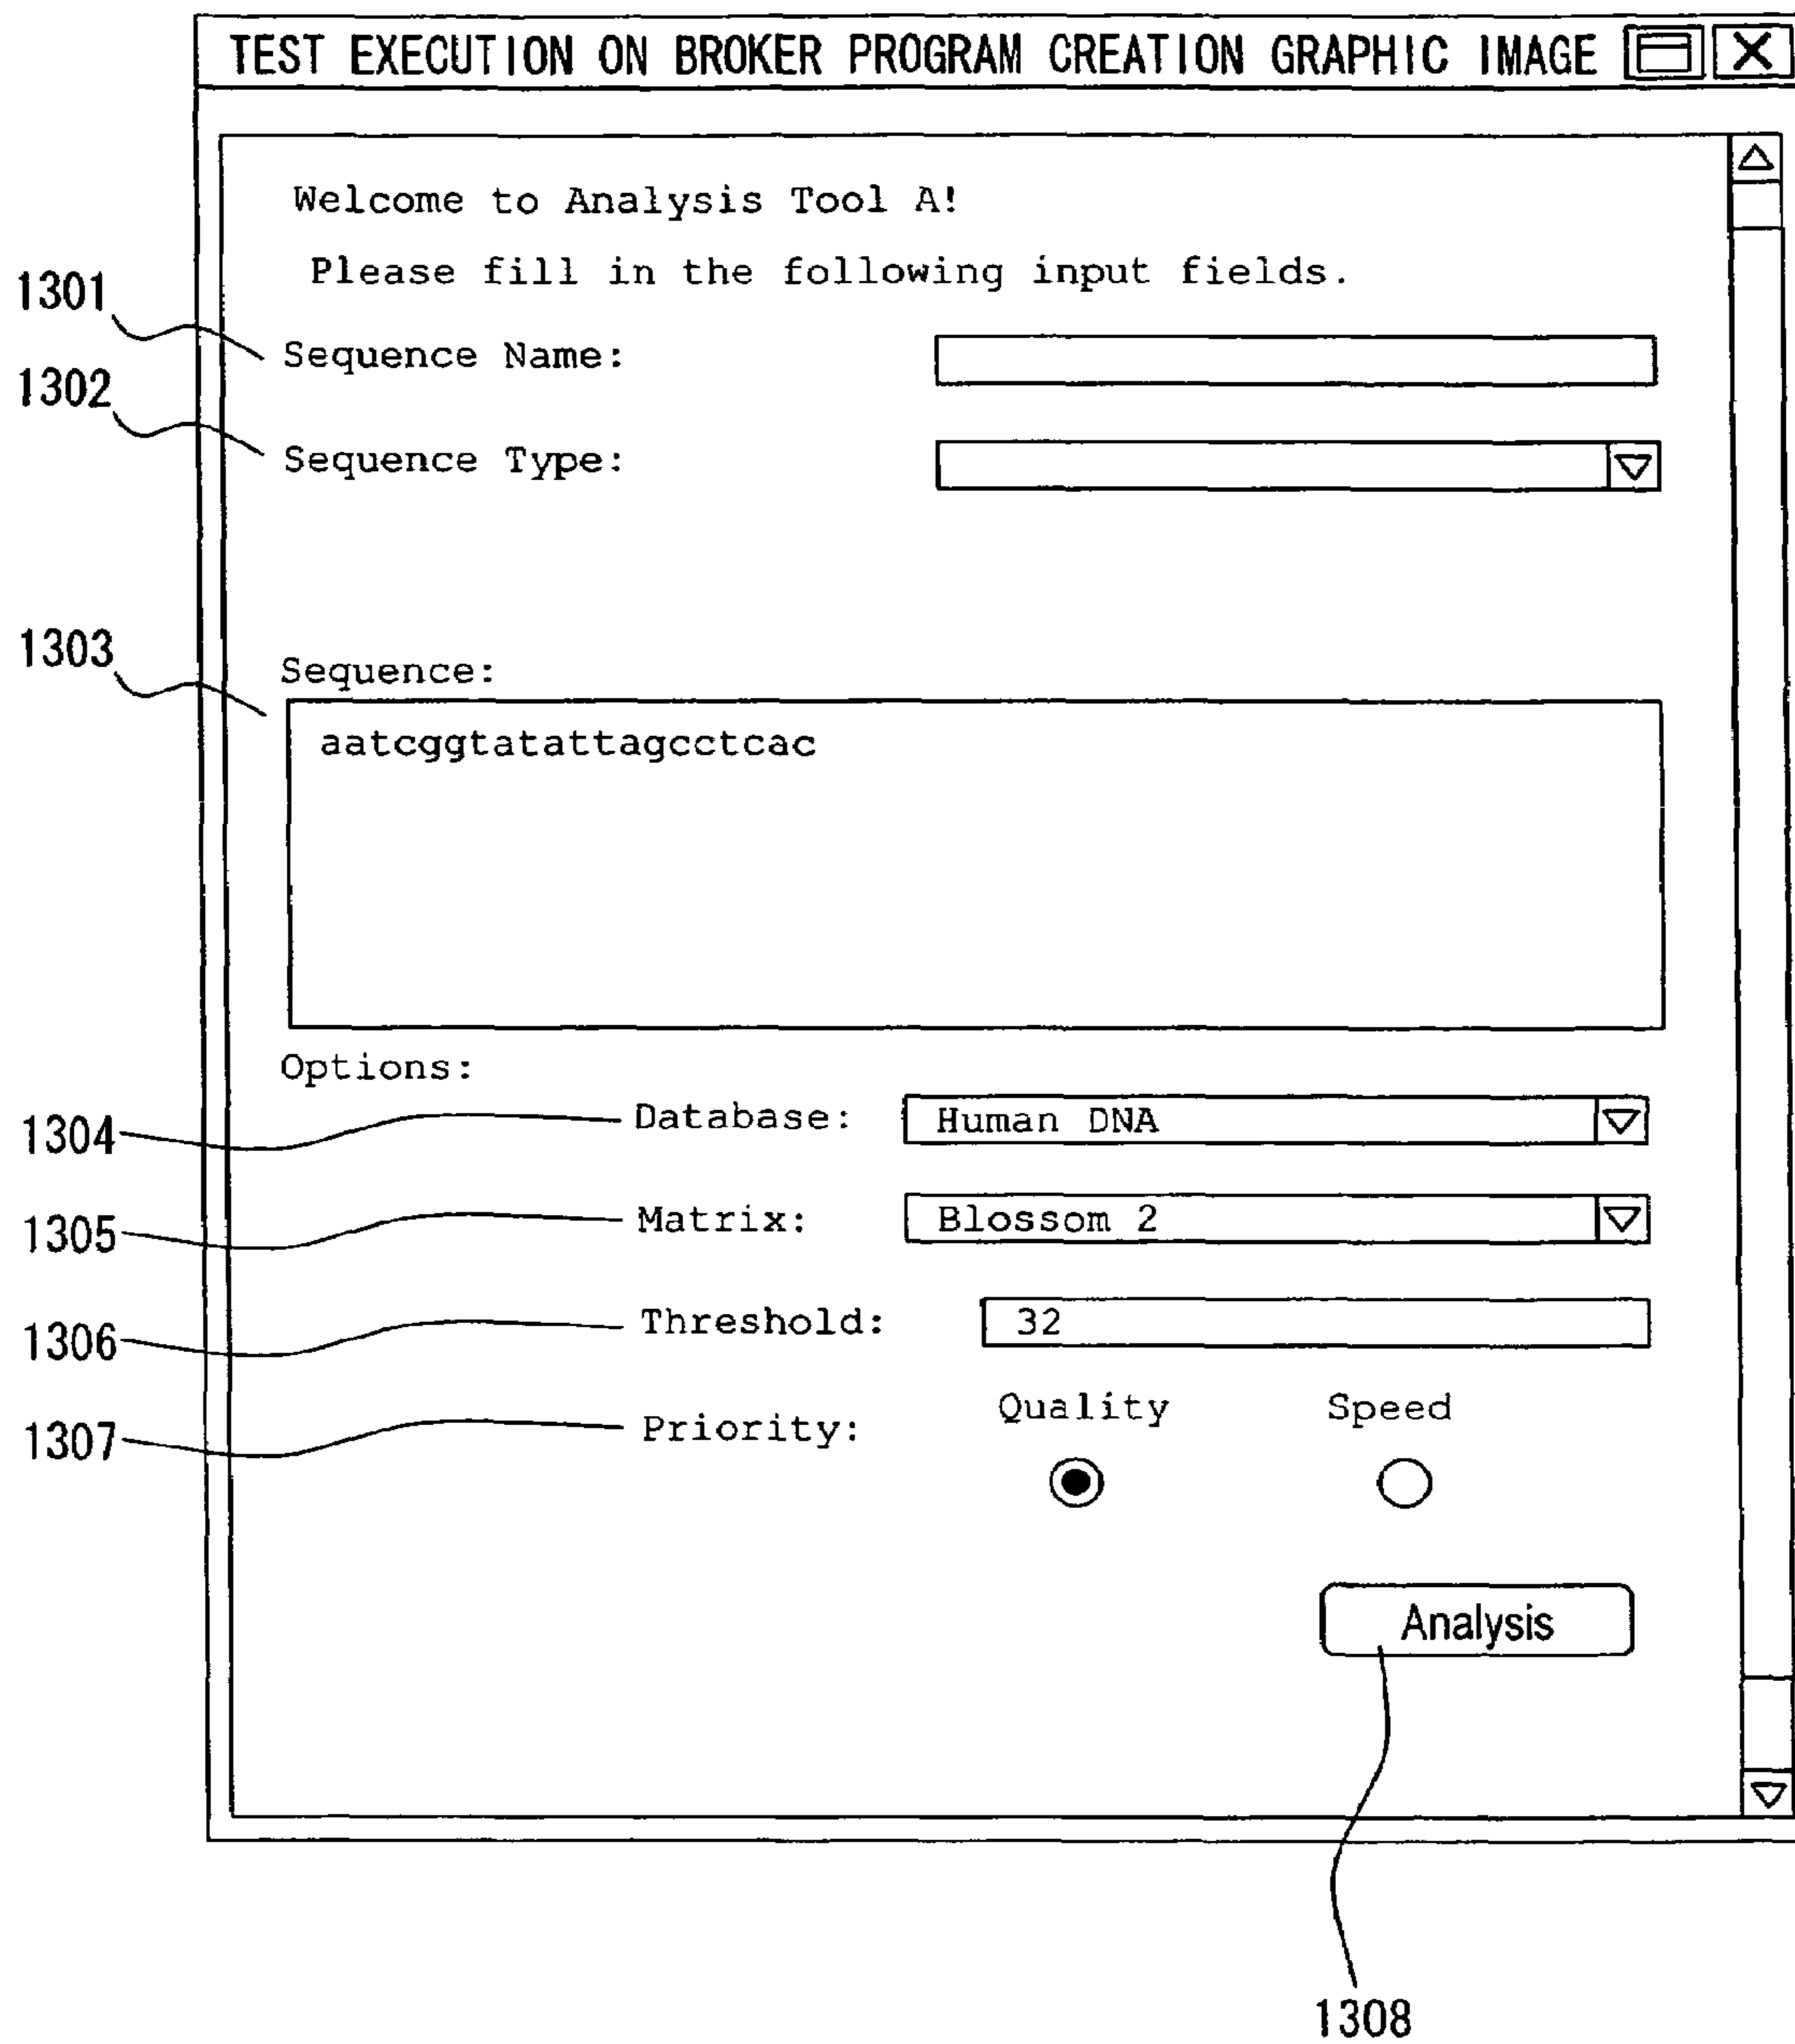 TEST EXECUTION ON BROKER PROGRAM CREATION GRAPHIC IMAGE
Welcome to Analysis Tool A!
Please fill in the following input fields.
1301 Sequence Name:
1302 Sequence Type:
1303 Sequence:
aatcggtatattagcctcac
Options:
1304 Database: Human DNA
1305 Matrix: Blossom 2
1306 Threshold: 32
Quality Speed
1307 Priority:
Analysis
1308